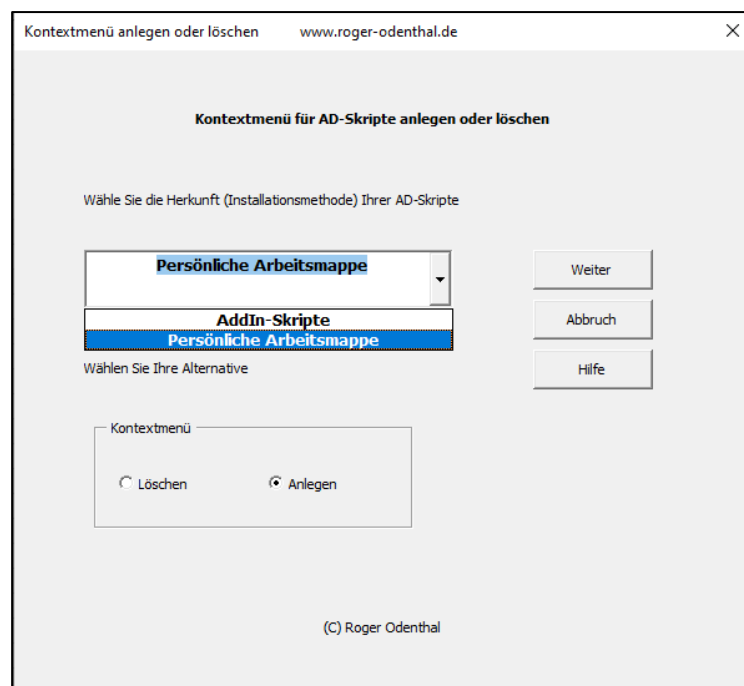 Kontextmenü anlegen oder löschen www.roger-odenthal.de
Kontextmenü für AD-Skripte anlegen oder löschen
Wähle Sie die Herkunft (Installationsmethode) Ihrer AD-Skripte
Persönliche Arbeitsmappe
AddIn-Skripte
Persönliche Arbeitsmappe
Weiter
Abbruch
Hilfe
Wählen Sie Ihre Alternative
Kontextmenü
Löschen Anlegen
(C) Roger Odenthal